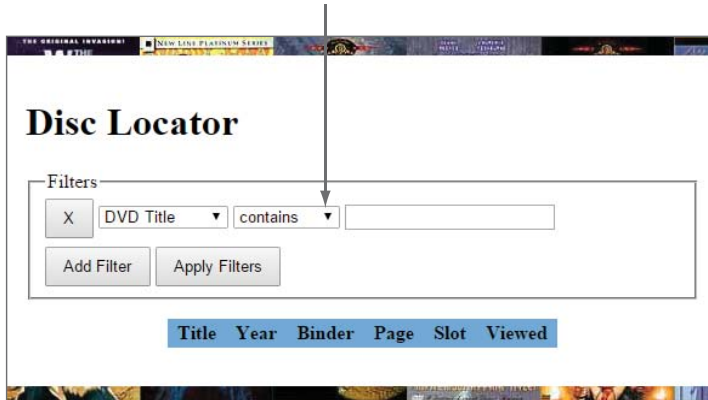 THE ORIGINAL INVASION!
NEW LINE PLATINUM SERIES
THE
Disc Locator
Filters
X DVD Title contains
Add Filter Apply Filters
Title Year Binder Page Slot Viewed